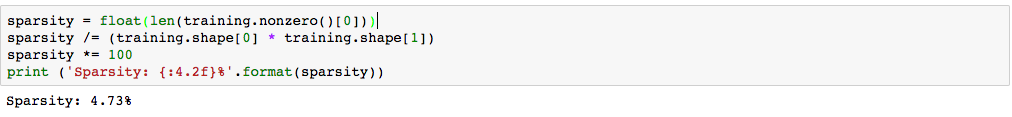 sparsity = float(len(training.nonzero()[0]))
sparsity /= (training.shape[0] * training.shape[1])
sparsity *= 100
print ('Sparsity: {:4.2f}%'.format(sparsity))
Sparsity: 4.73%